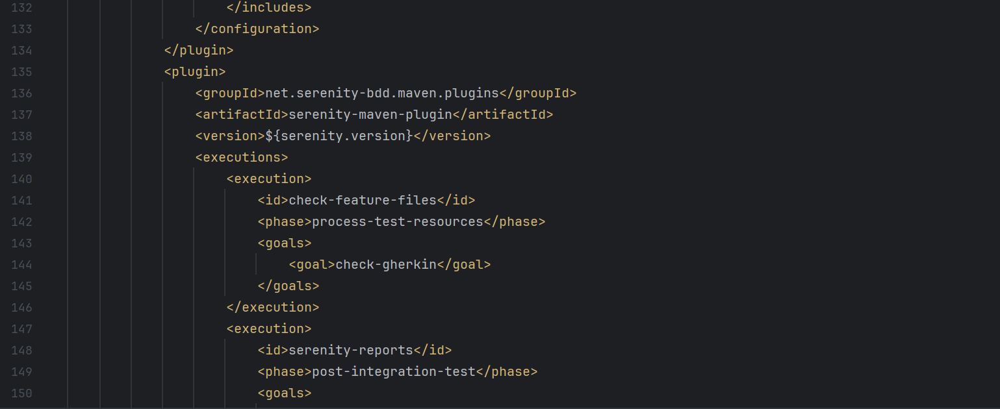 132 </includes>
133 </configuration>
134 </plugin>
135 <plugin>
136 <groupId>net.serenity-bdd.maven.plugins</groupId>
137 <artifactId>serenity-maven-plugin</artifactId>
138 <version>${serenity.version}</version>
139 <executions>
140 <execution>
141 <id>check-feature-files</id>
142 <phase>process-test-resources</phase>
143 <goals>
144 <goal>check-gherkin</goal>
145 </goals>
146 </execution>
147 <execution>
148 <id>serenity-reports</id>
149 <phase>post-integration-test</phase>
150 <goals>